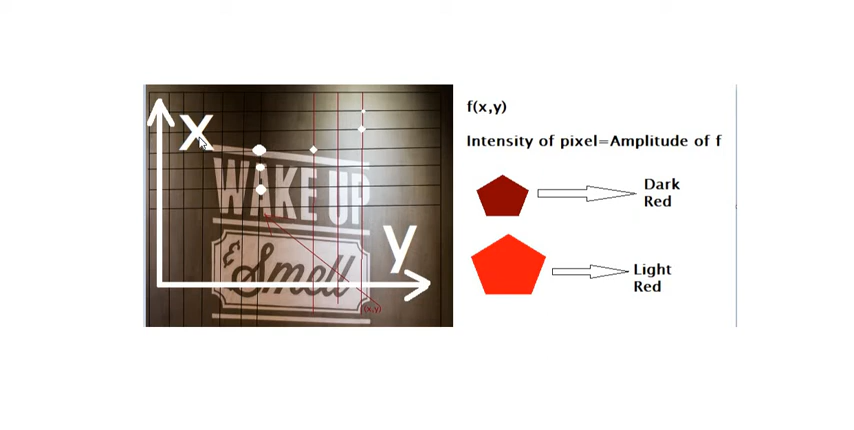 X
WAKE UP
& Smell
y
(x,y)
f(x,y)
Intensity of pixel=Amplitude of f
Dark
Red
Light
Red